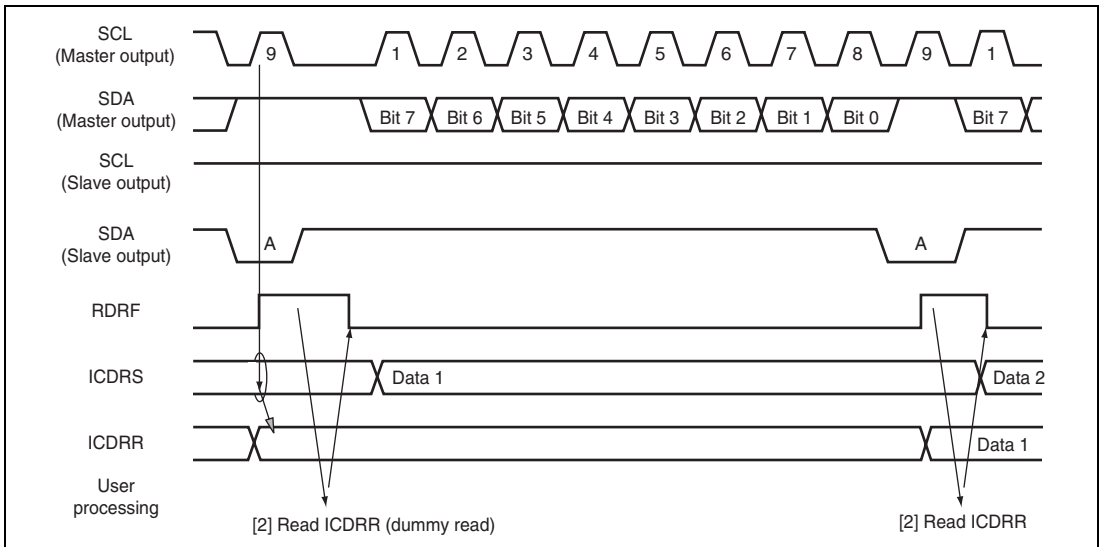 SCL
(Master output)
9 1 2 3 4 5 6 7 8 9 1
SDA
(Master output)
Bit 7 Bit 6 Bit 5 Bit 4 Bit 3 Bit 2 Bit 1 Bit 0 Bit 7
SCL
(Slave output)
SDA
(Slave output)
A A
RDRF
ICDRS
Data 1 Data 2
ICDRR
Data 1
User
processing
[2] Read ICDRR (dummy read) [2] Read ICDRR